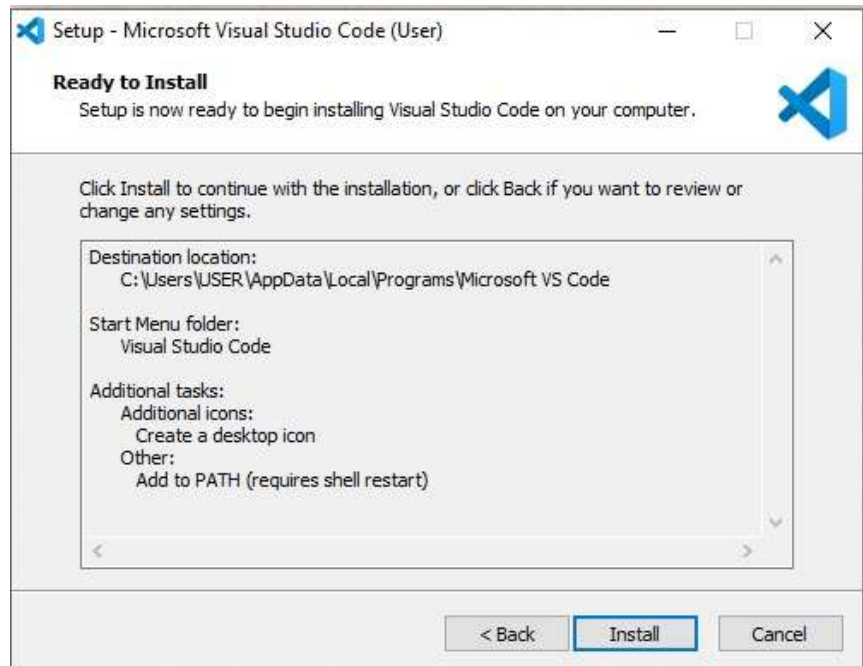 Setup - Microsoft Visual Studio Code (User)
Ready to Install
Setup is now ready to begin installing Visual Studio Code on your computer.
Click Install to continue with the installation, or click Back if you want to review or
change any settings.
Destination location:
C:\Users\USER\AppData\Local\Programs\Microsoft VS Code
Start Menu folder:
Visual Studio Code
Additional tasks:
Additional icons:
Create a desktop icon
Other:
Add to PATH (requires shell restart)
< Back
Install
Cancel